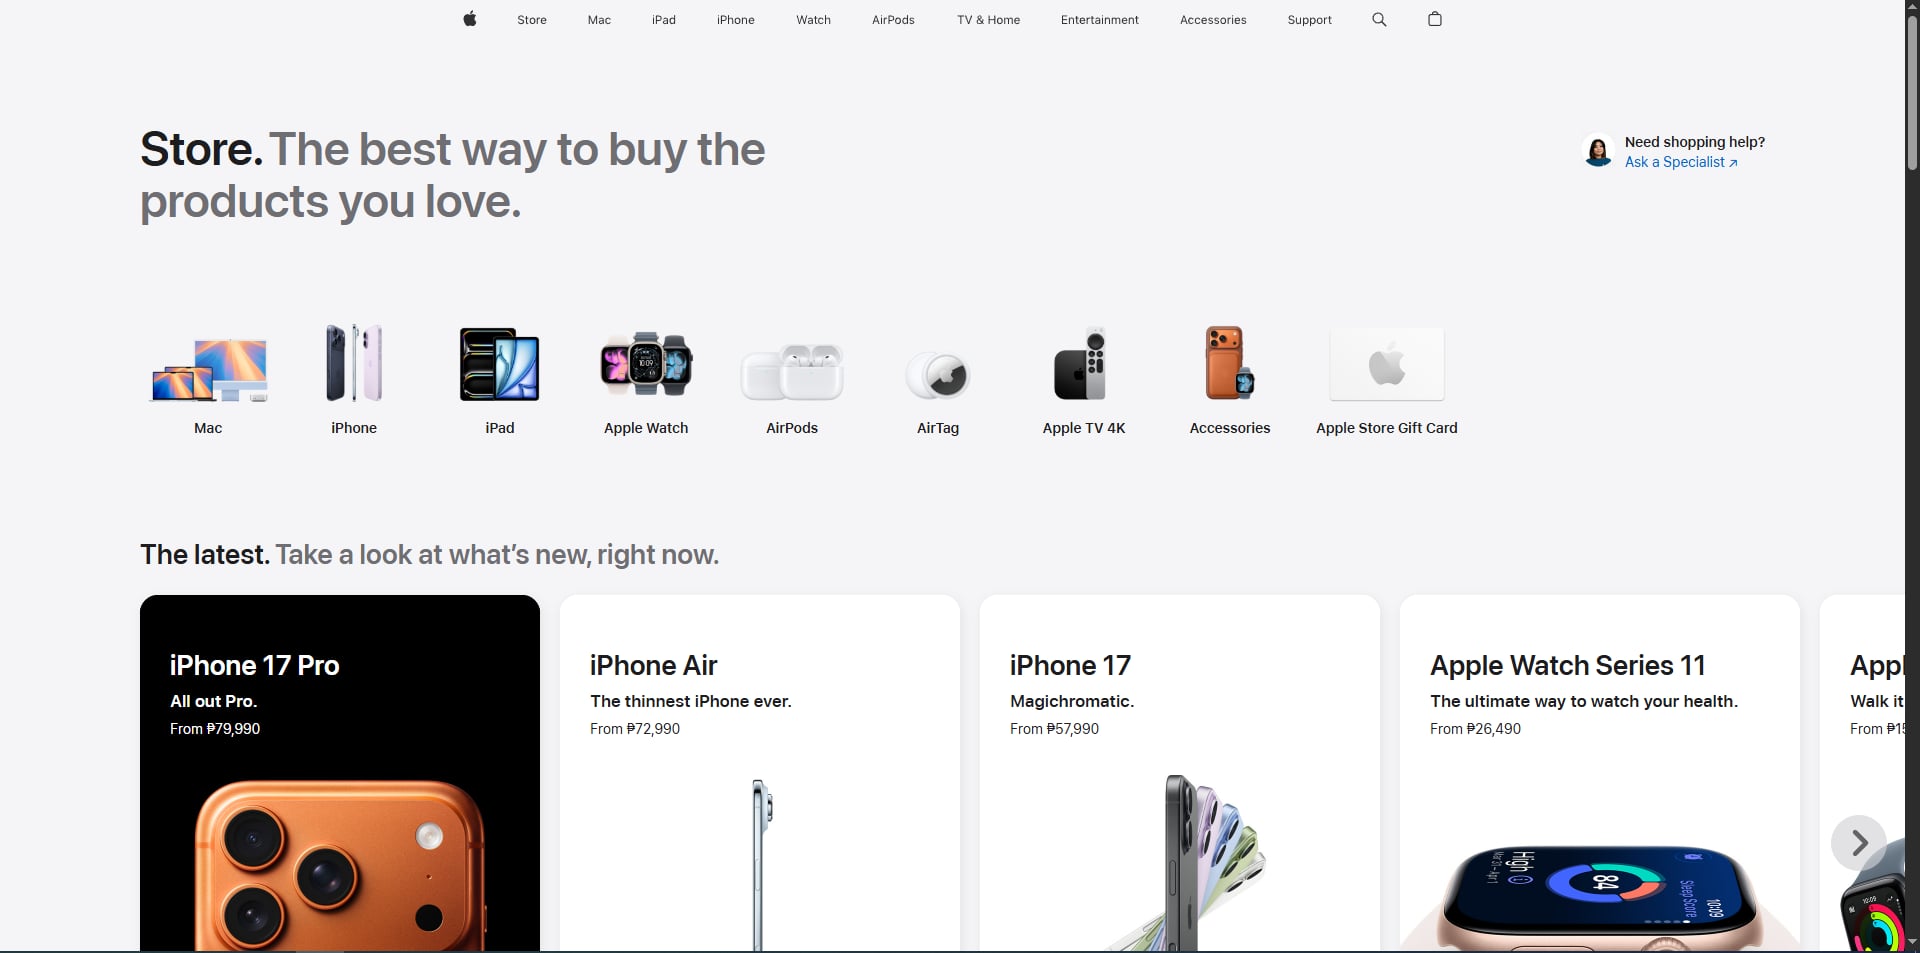 Store
Mac
iPad
iPhone
Watch
AirPods
TV & Home
Entertainment
Accessories
Support
Store. The best way to buy the
products you love.
Need shopping help?
Ask a Specialist ↗
Mac
iPhone
iPad
Apple Watch
AirPods
AirTag
Apple TV 4K
Accessories
Apple Store Gift Card
The latest. Take a look at what’s new, right now.
iPhone 17 Pro
All out Pro.
From ₱79,990
iPhone Air
The thinnest iPhone ever.
From ₱72,990
iPhone 17
Magichromatic.
From ₱57,990
Apple Watch Series 11
The ultimate way to watch your health.
From ₱26,490
Walk it
From
10:09
Sleep Score
84
High
Mar 31–Apr 1
10:09